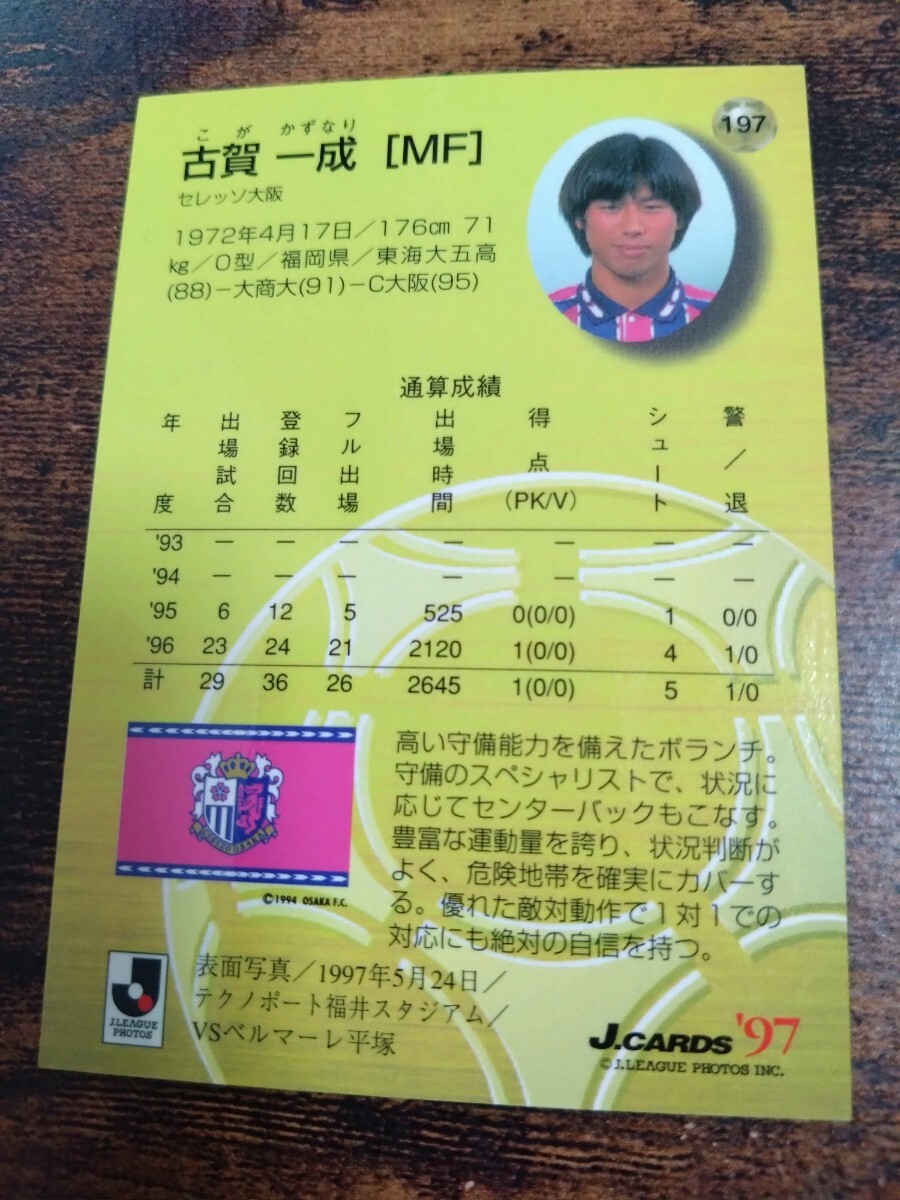 197
こが かずなり
古賀 一成 [MF]
セレッソ大阪
1972年4月17日／176cm 71
kg／O型／福岡県／東海大五高
(88)−大商大(91)−C大阪(95)
通算成績
年度 出場試合 登録回数 フル出場 出場時間 得点(PK/V) シュート 警／退
'93 − − − − − − −
'94 − − − − − − −
'95 6 12 5 525 0(0/0) 1 0/0
'96 23 24 21 2120 1(0/0) 4 1/0
計 29 36 26 2645 1(0/0) 5 1/0
高い守備能力を備えたボランチ。
守備のスペシャリストで、状況に
応じてセンターバックもこなす。
豊富な運動量を誇り、状況判断が
よく、危険地帯を確実にカバーす
る。優れた敵対動作で1対1での
対応にも絶対の自信を持つ。
CEREZO OSAKA
©1994 OSAKA F.C.
表面写真／1997年5月24日／
テクノポート福井スタジアム／
VSベルマーレ平塚
J.LEAGUE
PHOTOS
J.CARDS '97
© J.LEAGUE PHOTOS INC.